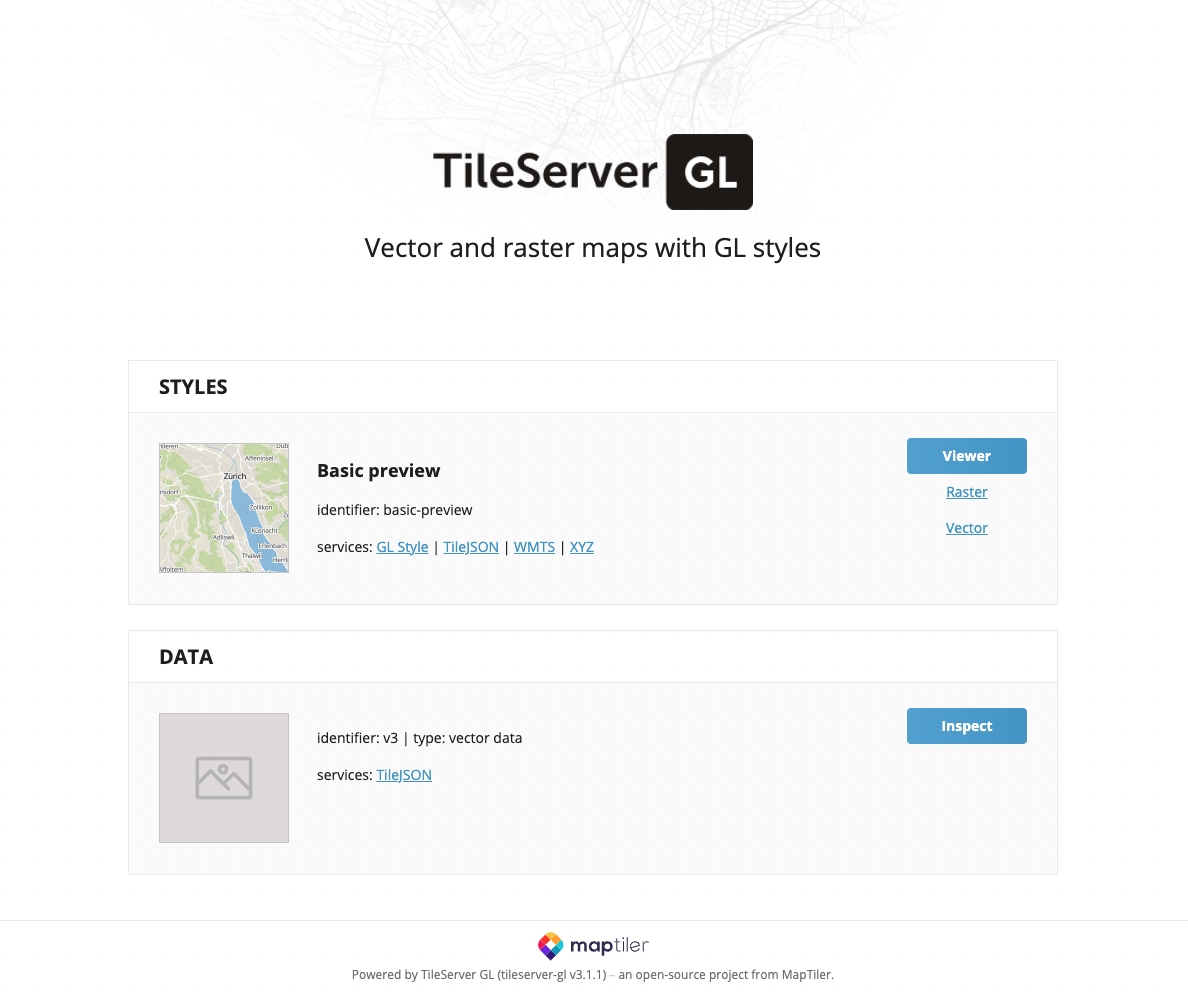 TileServer GL
Vector and raster maps with GL styles
STYLES
Affeninsel
Zürich
Zollikon
Küsnacht
Adliswil
Erlenbach
Thalwil
Basic preview
identifier: basic-preview
services: GL Style | TileJSON | WMTS | XYZ
Viewer
Raster
Vector
DATA
identifier: v3 | type: vector data
services: TileJSON
Inspect
maptiler
Powered by TileServer GL (tileserver-gl v3.1.1) – an open-source project from MapTiler.